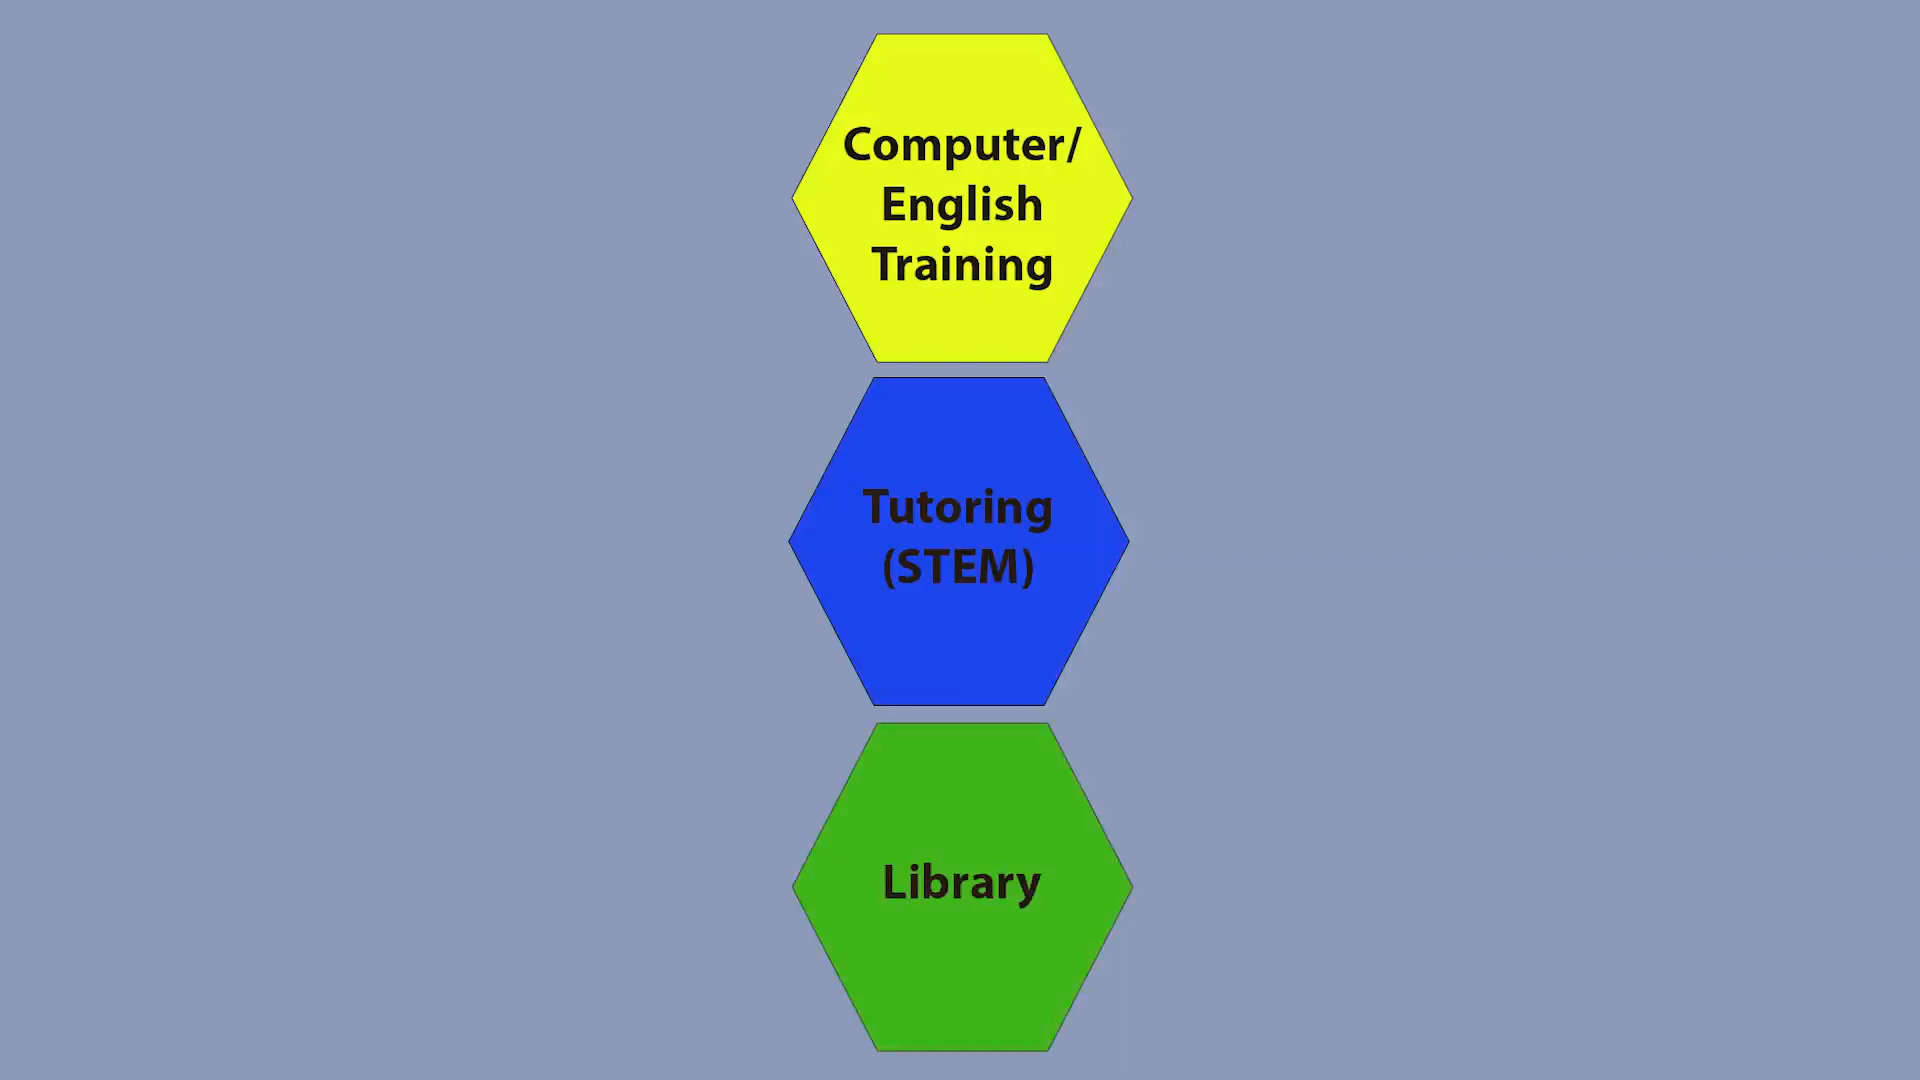 Computer/
English
Training
Tutoring
(STEM)
Library